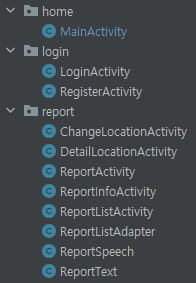 home
MainActivity
login
LoginActivity
RegisterActivity
report
ChangeLocationActivity
DetailLocationActivity
ReportActivity
ReportInfoActivity
ReportListActivity
ReportListAdapter
ReportSpeech
ReportText